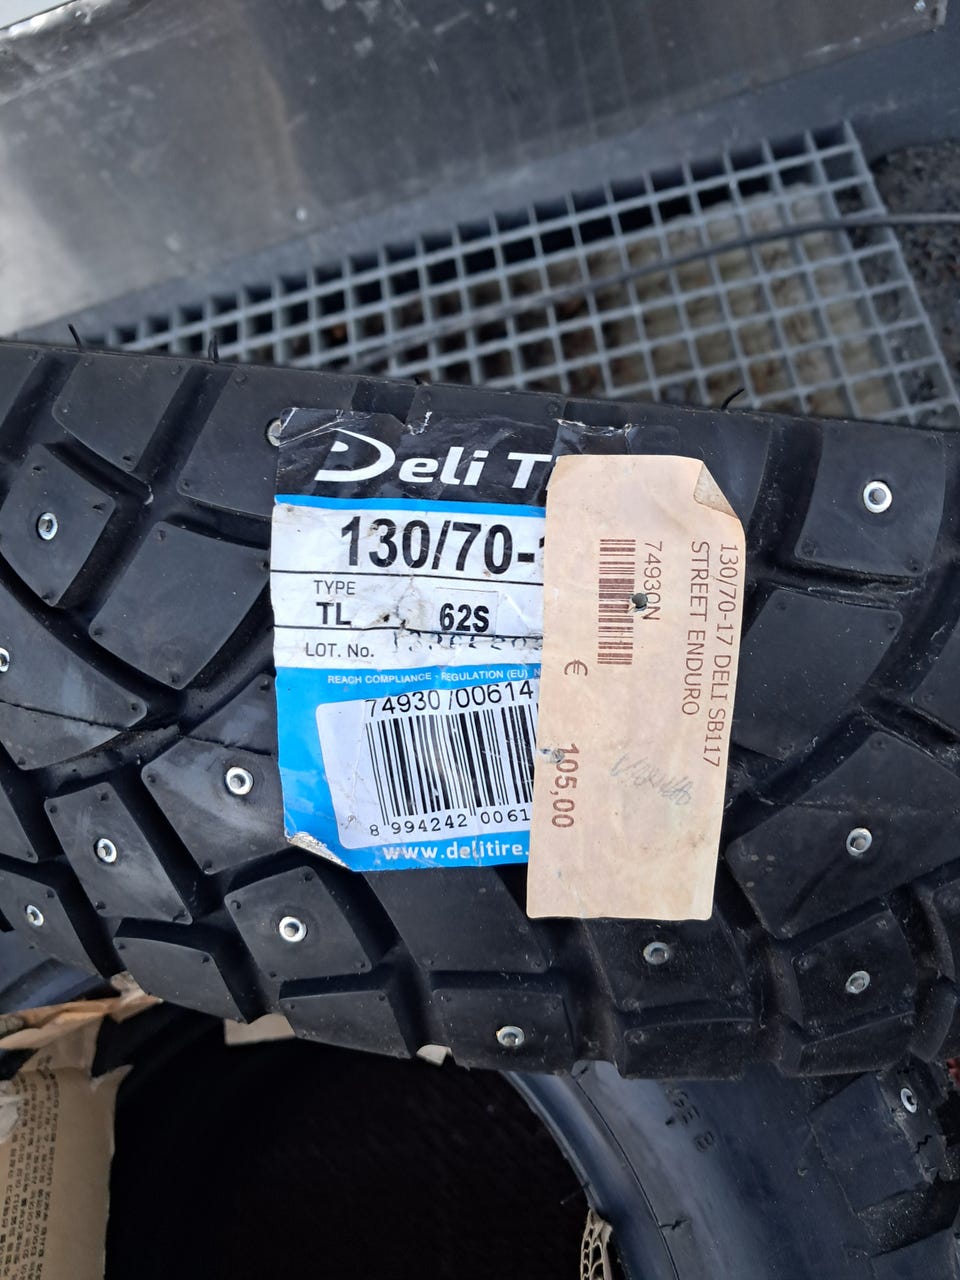 Deli T
130/70-
TYPE
TL
62S
LOT. No.
REACH COMPLIANCE - REGULATION (EU) N
74930/00614
8 994242 0061
www.delitire.
130/70-17 DELI SB117
STREET ENDURO
74930N
€ 105,00